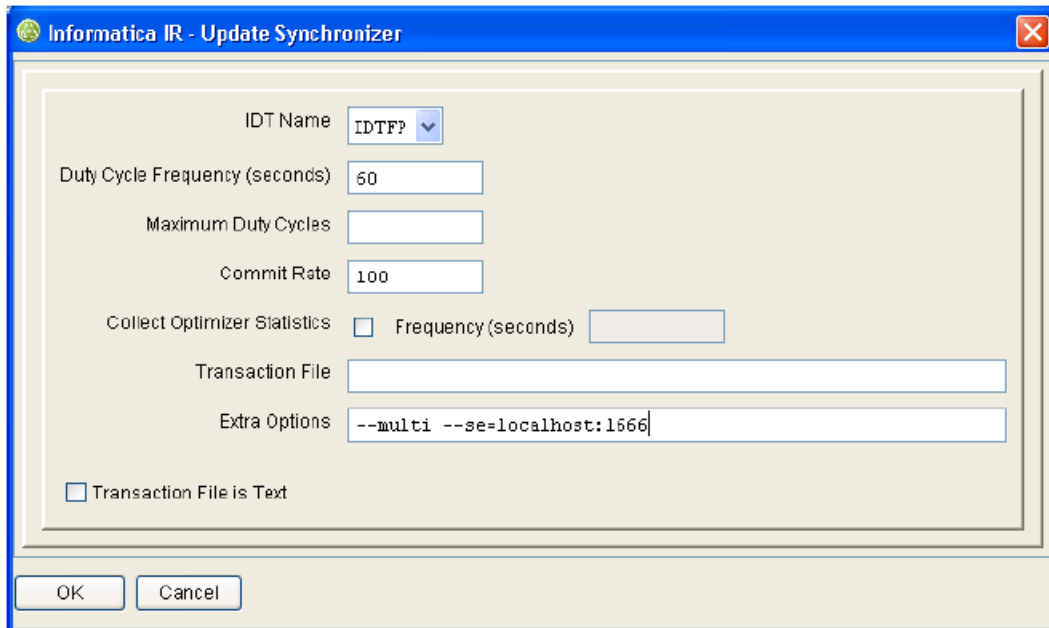 Informatica IR - Update Synchronizer
IDT Name IDTFP
Duty Cycle Frequency (seconds) 60
Maximum Duty Cycles
Commit Rate 100
Collect Optimizer Statistics Frequency (seconds)
Transaction File
Extra Options --multi --se=localhost:1666
Transaction File is Text
OK Cancel